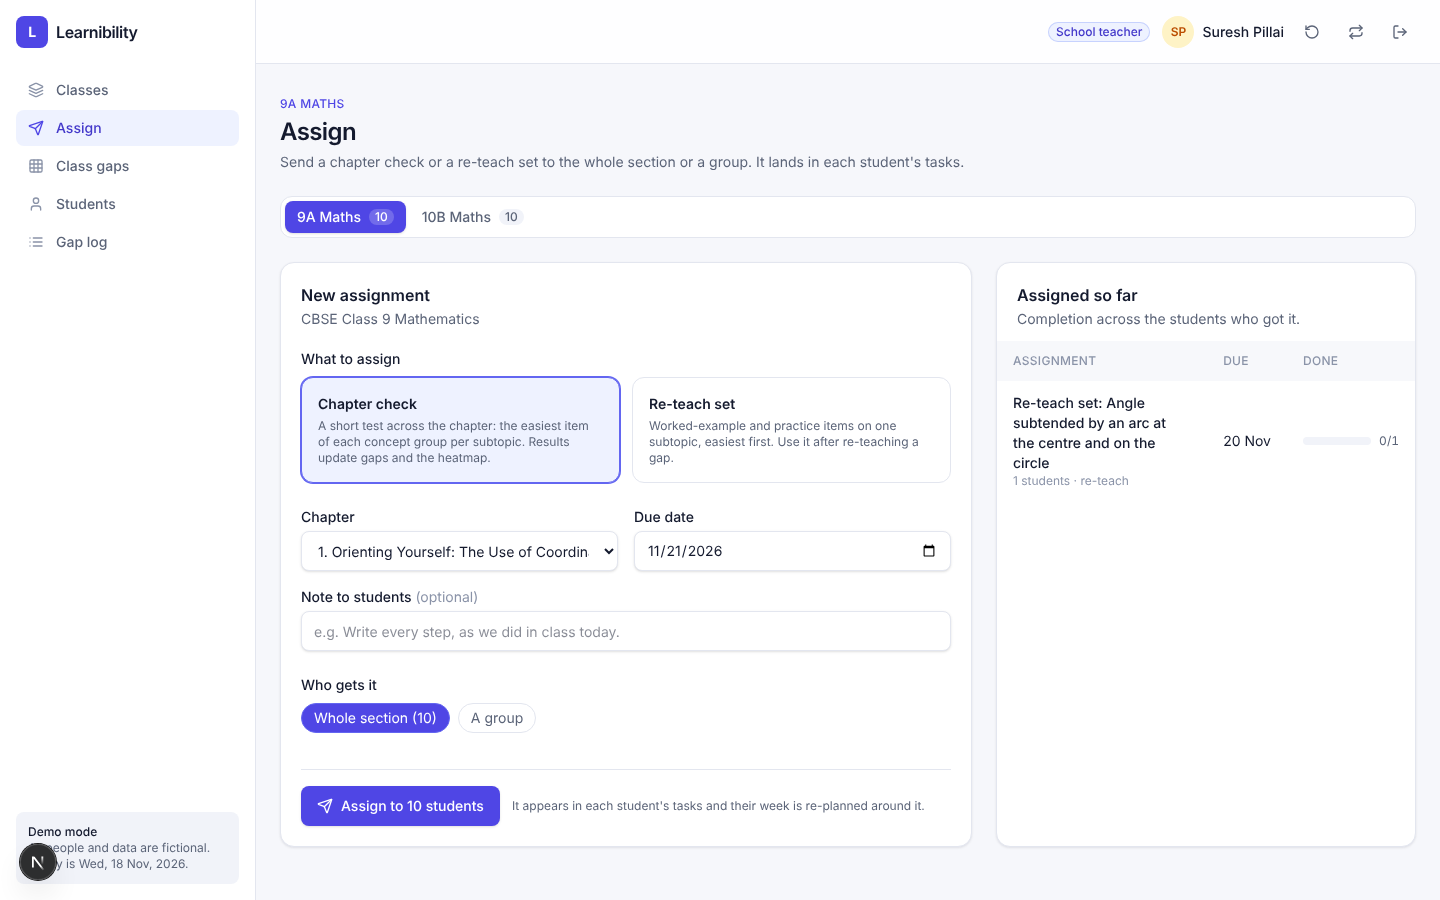 L Learnibility
School teacher SP Suresh Pillai
Classes
Assign
Class gaps
Students
Gap log
9A MATHS
Assign
Send a chapter check or a re-teach set to the whole section or a group. It lands in each student's tasks.
9A Maths 10 10B Maths 10
New assignment
CBSE Class 9 Mathematics
What to assign
Chapter check
A short test across the chapter: the easiest item
of each concept group per subtopic. Results
update gaps and the heatmap.
Re-teach set
Worked-example and practice items on one
subtopic, easiest first. Use it after re-teaching a
gap.
Chapter
1. Orienting Yourself: The Use of Coordin
Due date
11/21/2026
Note to students (optional)
e.g. Write every step, as we did in class today.
Who gets it
Whole section (10) A group
Assign to 10 students It appears in each student's tasks and their week is re-planned around it.
Assigned so far
Completion across the students who got it.
ASSIGNMENT DUE DONE
Re-teach set: Angle
subtended by an arc at
the centre and on the
circle
1 students · re-teach
20 Nov 0/1
Demo mode
people and data are fictional.
is Wed, 18 Nov, 2026.
N